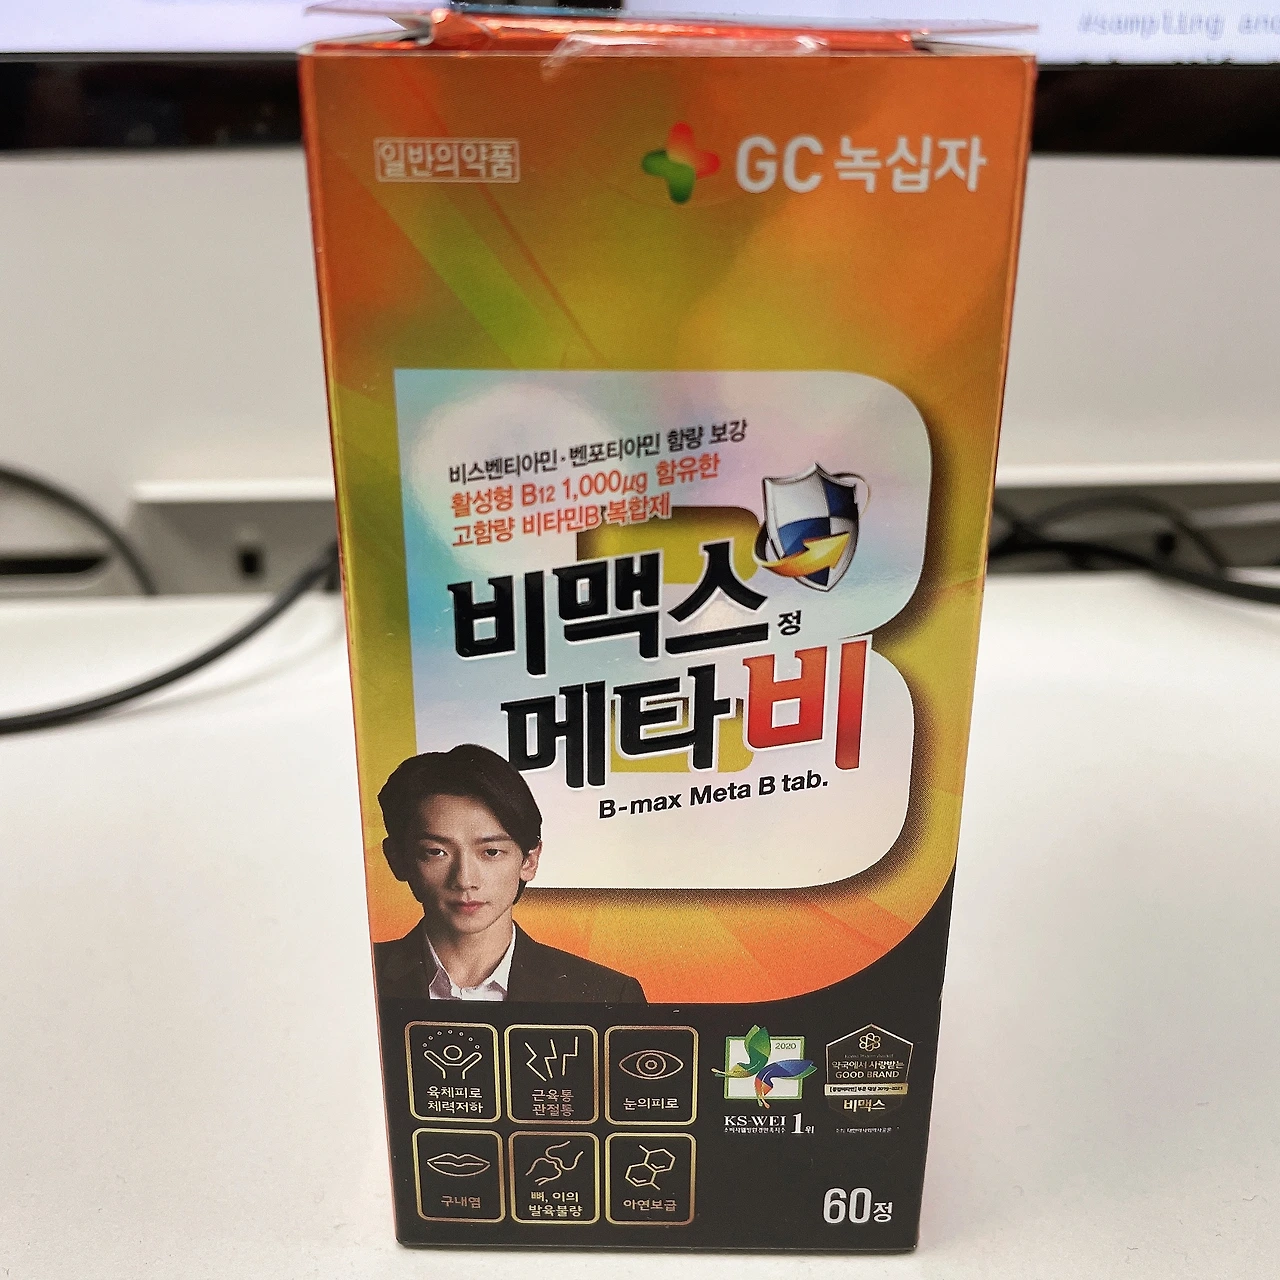 #sampling and
일반의약품
GC 녹십자
비스벤티아민·벤포티아민 함량 보강
활성형 B12 1,000μg 함유한
고함량 비타민B 복합제
비맥스정
메타비
B-max Meta B tab.
육체피로
체력저하
근육통
관절통
눈의피로
구내염
뼈, 이의
발육불량
아연보급
2020
KS-WEI 1위
약국에서 사랑받는
GOOD BRAND
비맥스
60정